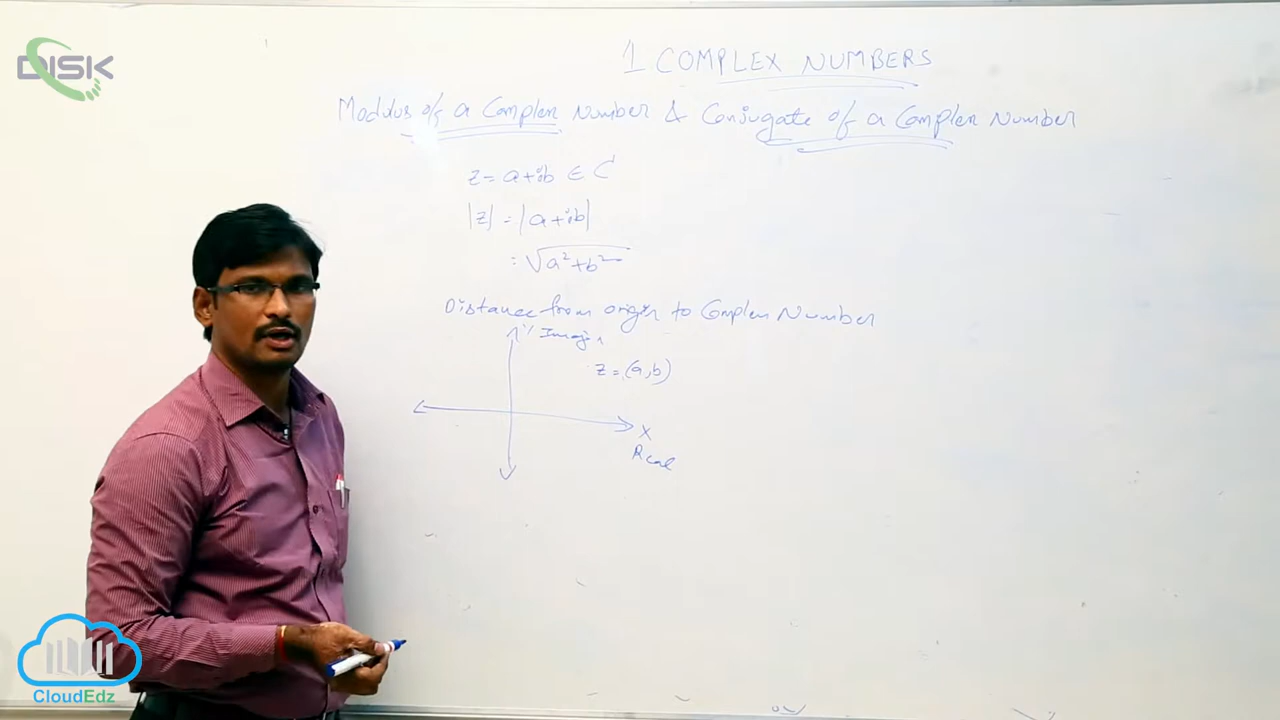 DISK
1 COMPLEX NUMBERS
Modulus of a Complex Number & Conjugate of a Complex Number
z = a+ib ∈ C
|z| = |a+ib|
= √a²+b²
Distance from origin to Complex Number
z = (a,b)
X
Real
CloudEdz